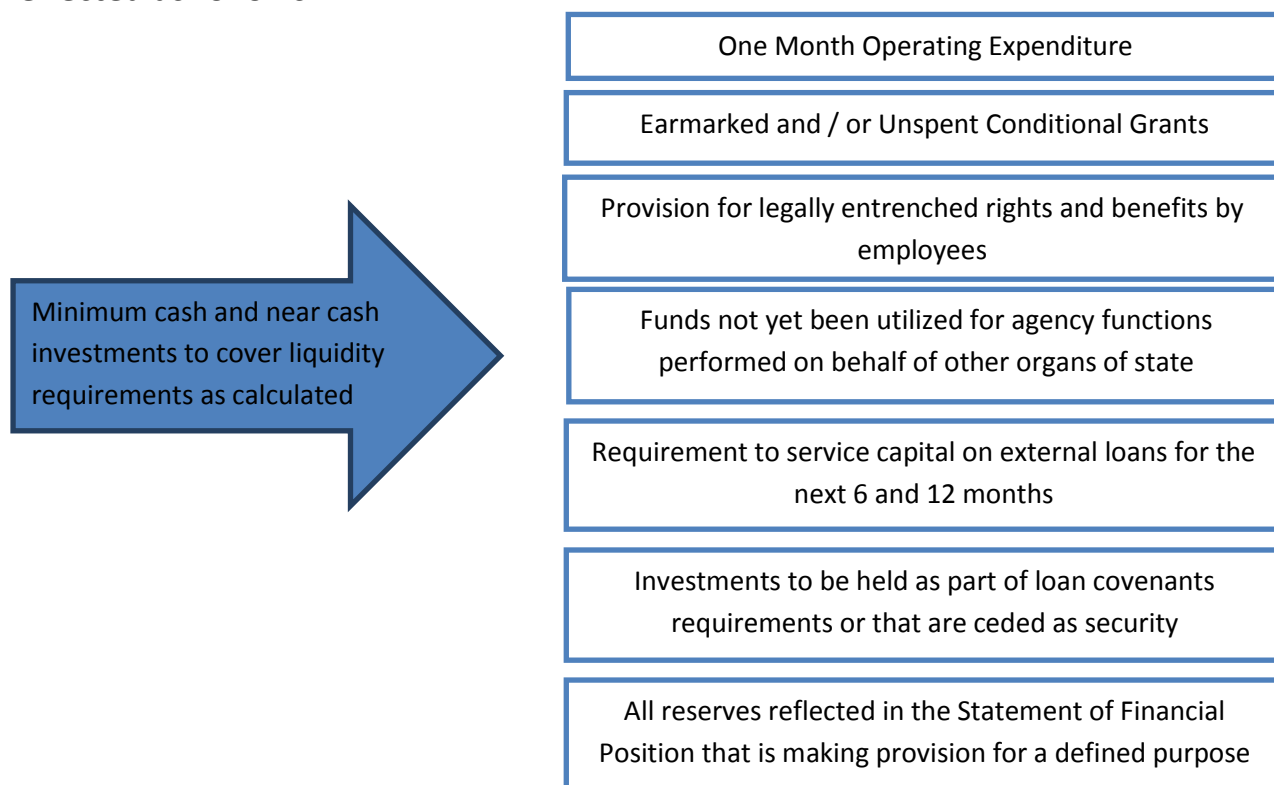 One Month Operating Expenditure
Earmarked and / or Unspent Conditional Grants
Provision for legally entrenched rights and benefits by
employees
Minimum cash and near cash
investments to cover liquidity
requirements as calculated
Funds not yet been utilized for agency functions
performed on behalf of other organs of state
Requirement to service capital on external loans for the
next 6 and 12 months
Investments to be held as part of loan covenants
requirements or that are ceded as security
All reserves reflected in the Statement of Financial
Position that is making provision for a defined purpose